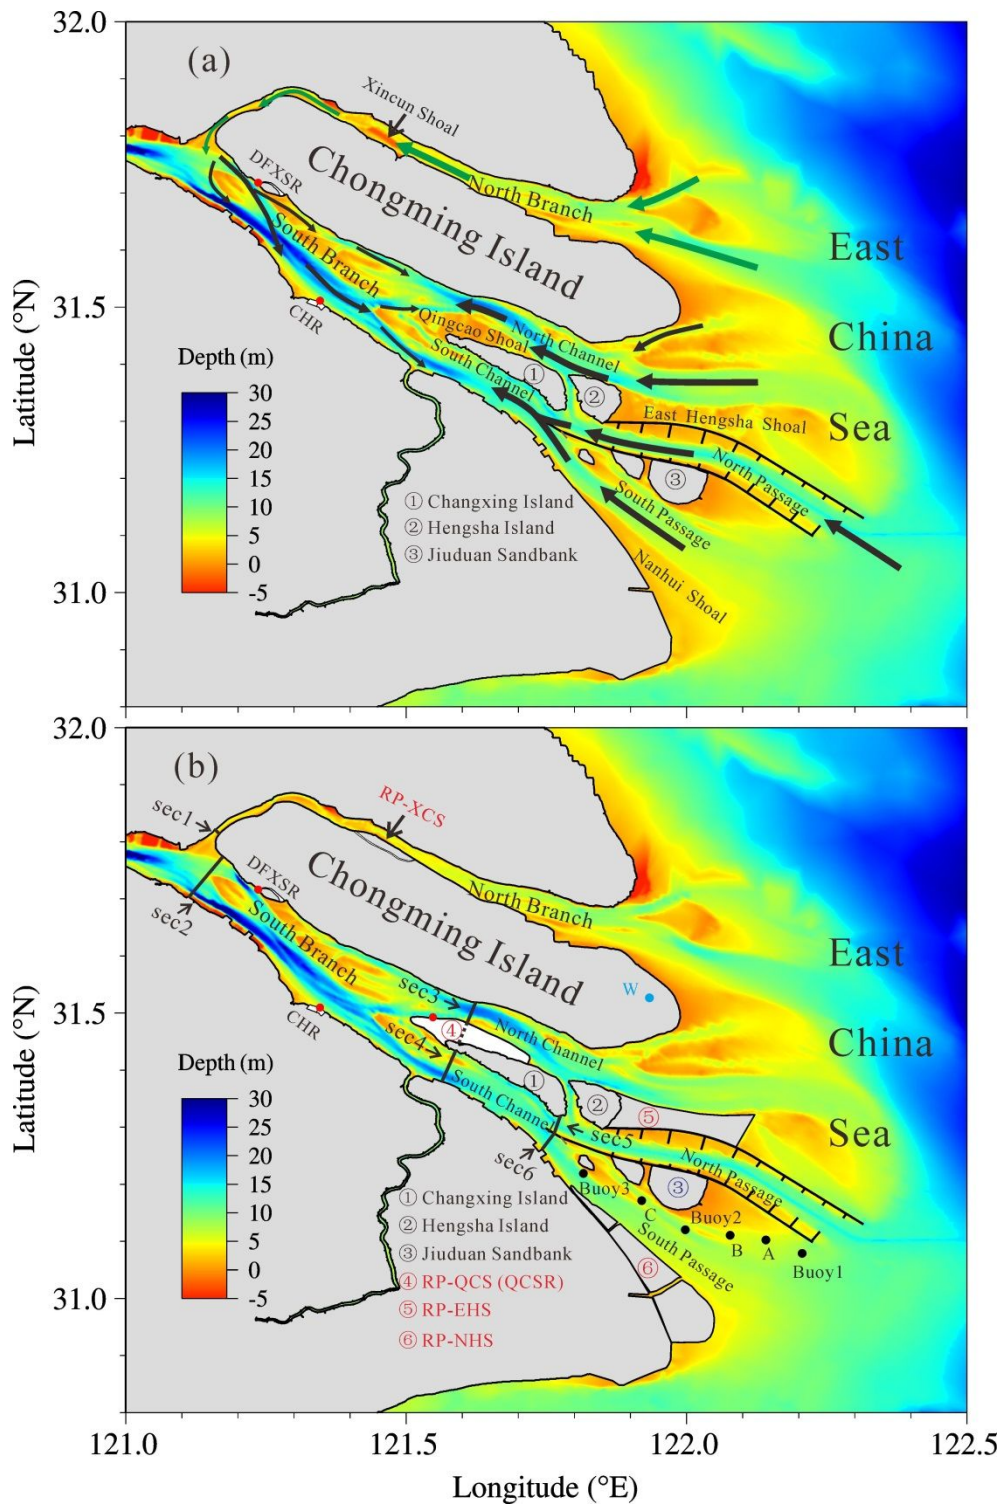 32.0
(a)
Xincun Shoal
DFXSR
Chongming Island
North Branch
East
South Branch
31.5
CHR
Qingcao Shoal
North Channel
China
Depth (m)
30
25
20
15
10
5
0
-5
South Channel
①
②
East Hengsha Shoal
Sea
North Passage
③
South Passage
① Changxing Island
② Hengsha Island
③ Jiuduan Sandbank
Nanhui Shoal
31.0
Latitude (°N)
32.0
(b)
sec1
RP-XCS
DFXSR
sec2
Chongming Island
North Branch
East
South Branch
W
sec3
31.5
CHR
④
sec4
North Channel
China
Depth (m)
30
25
20
15
10
5
0
-5
South Channel
①
②
⑤
Sea
sec5
sec6
North Passage
③
Buoy3
C
Buoy2
B
A
Buoy1
South Passage
⑥
① Changxing Island
② Hengsha Island
③ Jiuduan Sandbank
④ RP-QCS (QCSR)
⑤ RP-EHS
⑥ RP-NHS
31.0
Latitude (°N)
121.0
121.5
122.0
122.5
Longitude (°E)